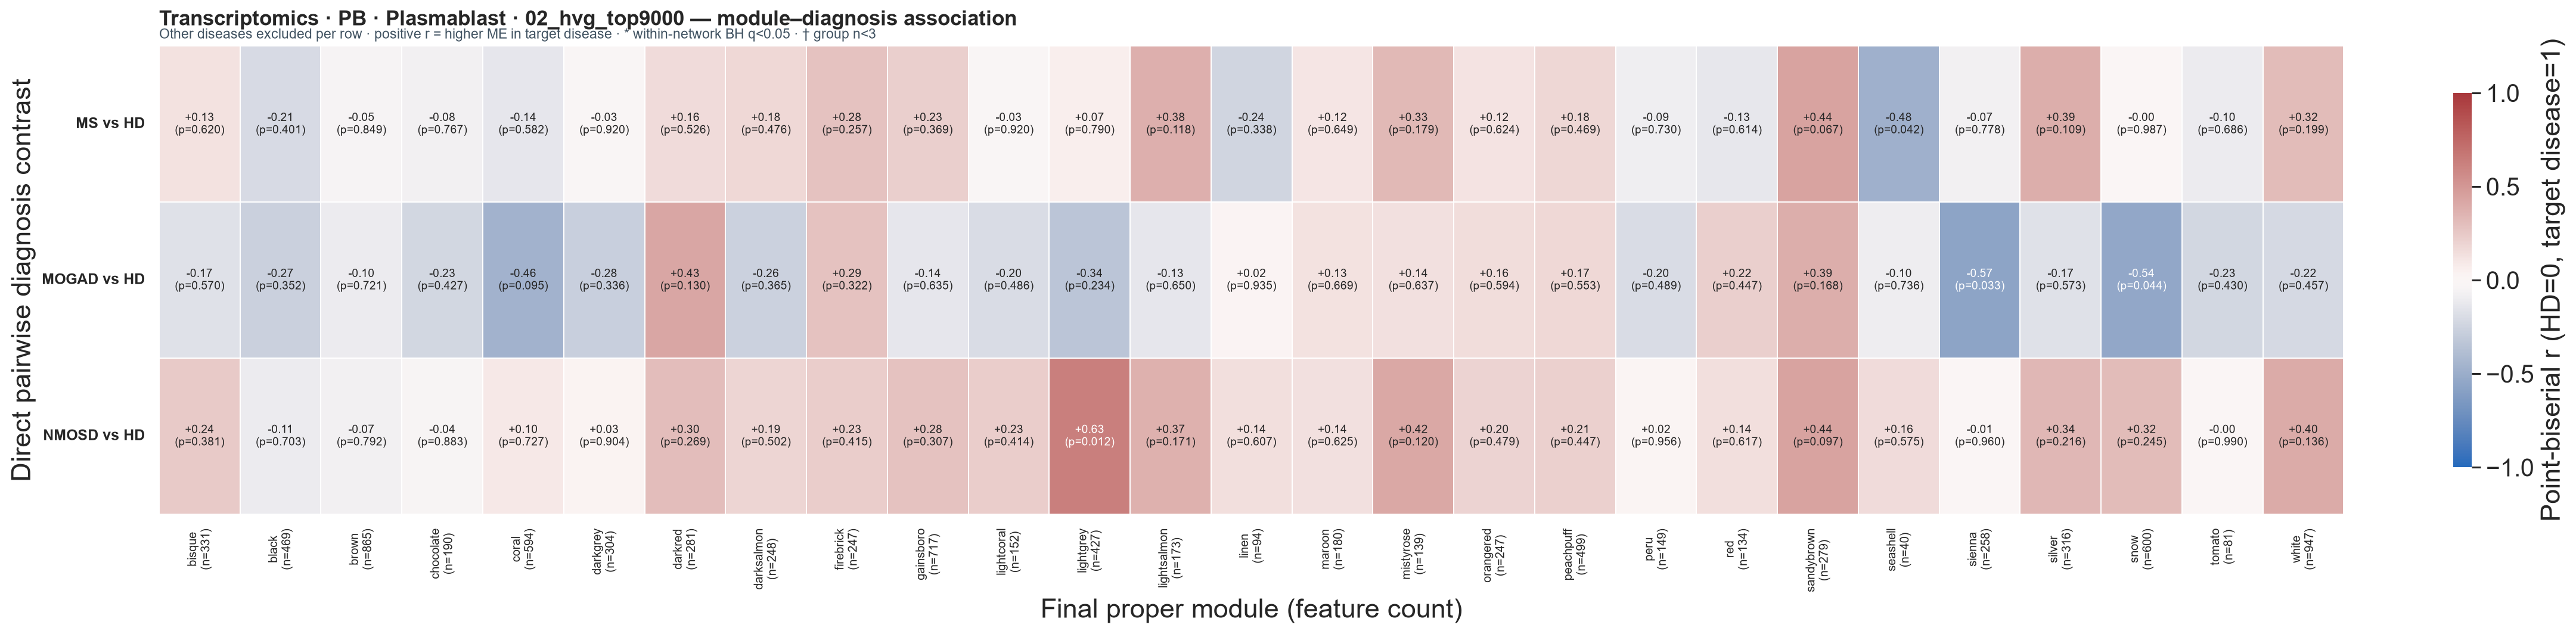 Transcriptomics · PB · Plasmablast · 02_hvg_top9000 — module–diagnosis association
Other diseases excluded per row · positive r = higher ME in target disease · * within-network BH q<0.05 · † group n<3
Direct pairwise diagnosis contrast
MS vs HD
+0.13
(p=0.620)
-0.21
(p=0.401)
-0.05
(p=0.849)
-0.08
(p=0.767)
-0.14
(p=0.582)
-0.03
(p=0.920)
+0.16
(p=0.526)
+0.18
(p=0.476)
+0.28
(p=0.257)
+0.23
(p=0.369)
-0.03
(p=0.920)
+0.07
(p=0.790)
+0.38
(p=0.118)
-0.24
(p=0.338)
+0.12
(p=0.649)
+0.33
(p=0.179)
+0.12
(p=0.624)
+0.18
(p=0.469)
-0.09
(p=0.730)
-0.13
(p=0.614)
+0.44
(p=0.067)
-0.48
(p=0.042)
-0.07
(p=0.778)
+0.39
(p=0.109)
-0.00
(p=0.987)
-0.10
(p=0.686)
+0.32
(p=0.199)
MOGAD vs HD
-0.17
(p=0.570)
-0.27
(p=0.352)
-0.10
(p=0.721)
-0.23
(p=0.427)
-0.46
(p=0.095)
-0.28
(p=0.336)
+0.43
(p=0.130)
-0.26
(p=0.365)
+0.29
(p=0.322)
-0.14
(p=0.635)
-0.20
(p=0.486)
-0.34
(p=0.234)
-0.13
(p=0.650)
+0.02
(p=0.935)
+0.13
(p=0.669)
+0.14
(p=0.637)
+0.16
(p=0.594)
+0.17
(p=0.553)
-0.20
(p=0.489)
+0.22
(p=0.447)
+0.39
(p=0.168)
-0.10
(p=0.736)
-0.57
(p=0.033)
-0.17
(p=0.573)
-0.54
(p=0.044)
-0.23
(p=0.430)
-0.22
(p=0.457)
NMOSD vs HD
+0.24
(p=0.381)
-0.11
(p=0.703)
-0.07
(p=0.792)
-0.04
(p=0.883)
+0.10
(p=0.727)
+0.03
(p=0.904)
+0.30
(p=0.269)
+0.19
(p=0.502)
+0.23
(p=0.415)
+0.28
(p=0.307)
+0.23
(p=0.414)
+0.63
(p=0.012)
+0.37
(p=0.171)
+0.14
(p=0.607)
+0.14
(p=0.625)
+0.42
(p=0.120)
+0.20
(p=0.479)
+0.21
(p=0.447)
+0.02
(p=0.956)
+0.14
(p=0.617)
+0.44
(p=0.097)
+0.16
(p=0.575)
-0.01
(p=0.960)
+0.34
(p=0.216)
+0.32
(p=0.245)
-0.00
(p=0.990)
+0.40
(p=0.136)
bisque
(n=331)
black
(n=469)
brown
(n=865)
chocolate
(n=190)
coral
(n=594)
darkgrey
(n=304)
darkred
(n=281)
darksalmon
(n=248)
firebrick
(n=247)
gainsboro
(n=717)
lightcoral
(n=152)
lightgrey
(n=427)
lightsalmon
(n=173)
linen
(n=94)
maroon
(n=180)
mistyrose
(n=139)
orangered
(n=247)
peachpuff
(n=499)
peru
(n=149)
red
(n=134)
sandybrown
(n=279)
seashell
(n=40)
sienna
(n=258)
silver
(n=316)
snow
(n=600)
tomato
(n=81)
white
(n=947)
Final proper module (feature count)
1.0
0.5
0.0
−0.5
−1.0
Point-biserial r (HD=0, target disease=1)